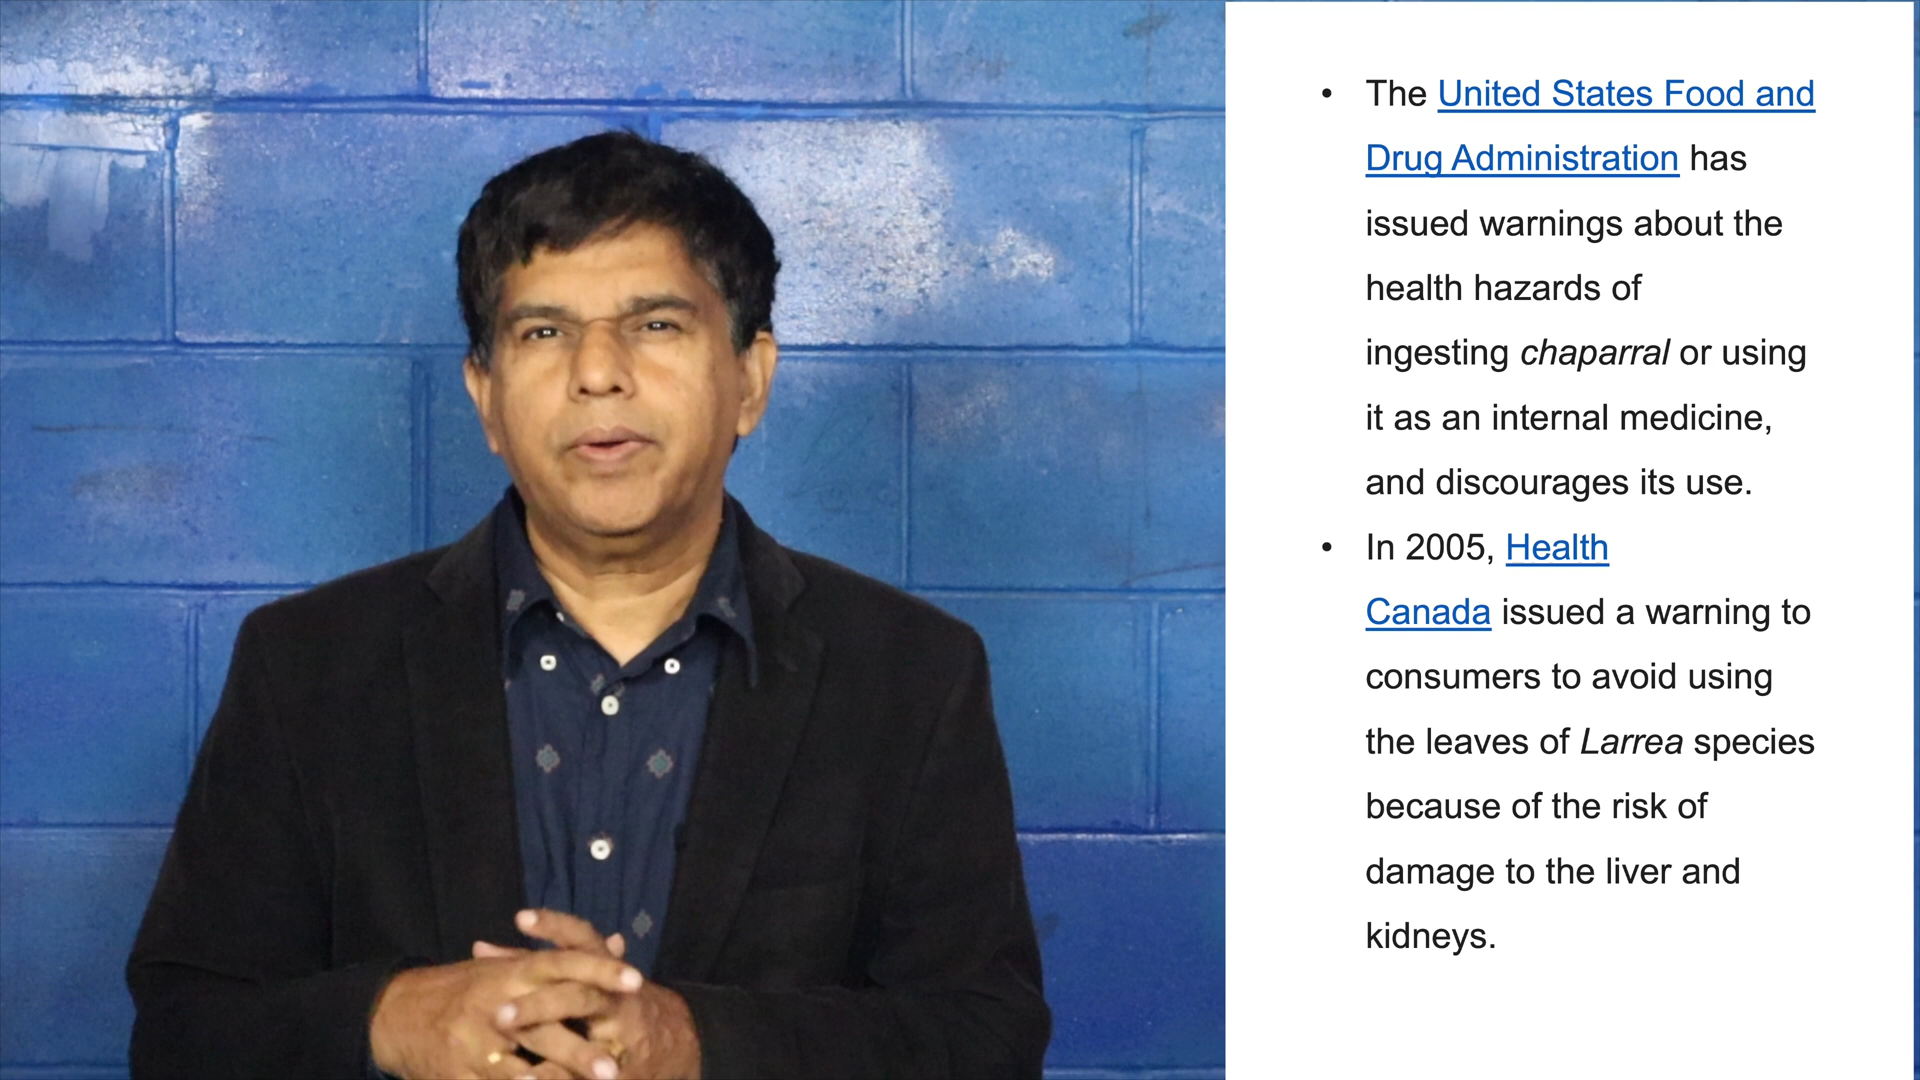 • The United States Food and
Drug Administration has
issued warnings about the
health hazards of
ingesting chaparral or using
it as an internal medicine,
and discourages its use.
• In 2005, Health
Canada issued a warning to
consumers to avoid using
the leaves of Larrea species
because of the risk of
damage to the liver and
kidneys.